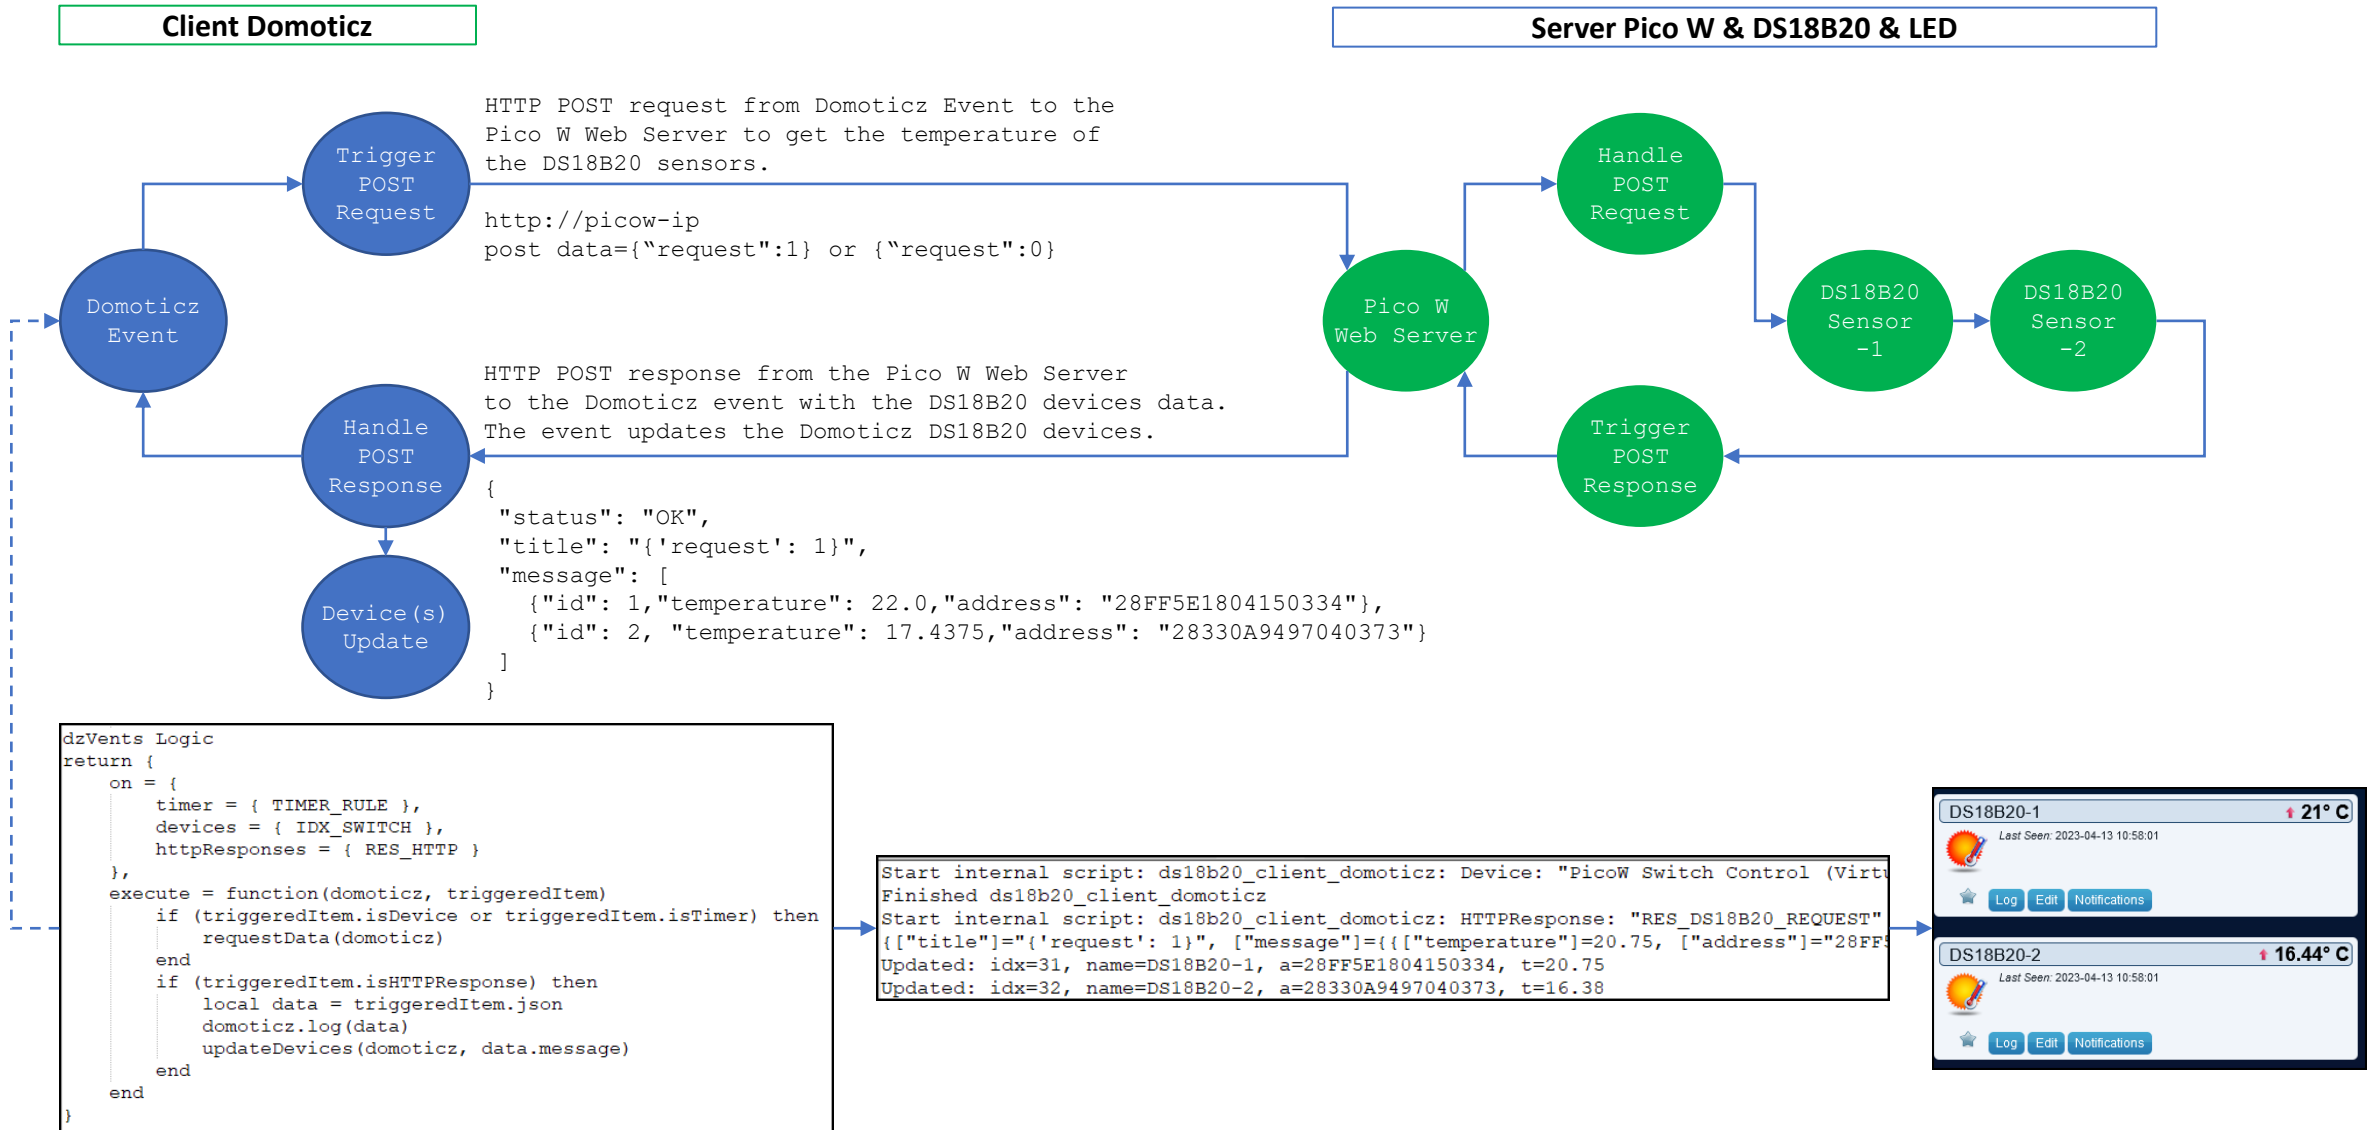 Client Domoticz
Server Pico W & DS18B20 & LED
HTTP POST request from Domoticz Event to the
Pico W Web Server to get the temperature of
the DS18B20 sensors.
Trigger
POST
Request
http://picow-ip
post data={“request":1} or {“request":0}
Handle
POST
Request
Domoticz
Event
Pico W
Web Server
DS18B20
Sensor
-1
DS18B20
Sensor
-2
HTTP POST response from the Pico W Web Server
to the Domoticz event with the DS18B20 devices data.
The event updates the Domoticz DS18B20 devices.
Handle
POST
Response
Trigger
POST
Response
{
"status": "OK",
"title": "{'request': 1}",
"message": [
{"id": 1,"temperature": 22.0,"address": "28FF5E1804150334"},
{"id": 2, "temperature": 17.4375,"address": "28330A9497040373"}
]
}
Device(s)
Update
dzVents Logic
return {
on = {
timer = { TIMER_RULE },
devices = { IDX_SWITCH },
httpResponses = { RES_HTTP }
},
execute = function(domoticz, triggeredItem)
if (triggeredItem.isDevice or triggeredItem.isTimer) then
requestData(domoticz)
end
if (triggeredItem.isHTTPResponse) then
local data = triggeredItem.json
domoticz.log(data)
updateDevices(domoticz, data.message)
end
end
}
Start internal script: ds18b20_client_domoticz: Device: "PicoW Switch Control (Virtu
Finished ds18b20_client_domoticz
Start internal script: ds18b20_client_domoticz: HTTPResponse: "RES_DS18B20_REQUEST"
{["title"]="{'request': 1}", ["message"]={{["temperature"]=20.75, ["address"]="28FF5
Updated: idx=31, name=DS18B20-1, a=28FF5E1804150334, t=20.75
Updated: idx=32, name=DS18B20-2, a=28330A9497040373, t=16.38
DS18B20-1 21° C
Last Seen: 2023-04-13 10:58:01
Log Edit Notifications
DS18B20-2 16.44° C
Last Seen: 2023-04-13 10:58:01
Log Edit Notifications